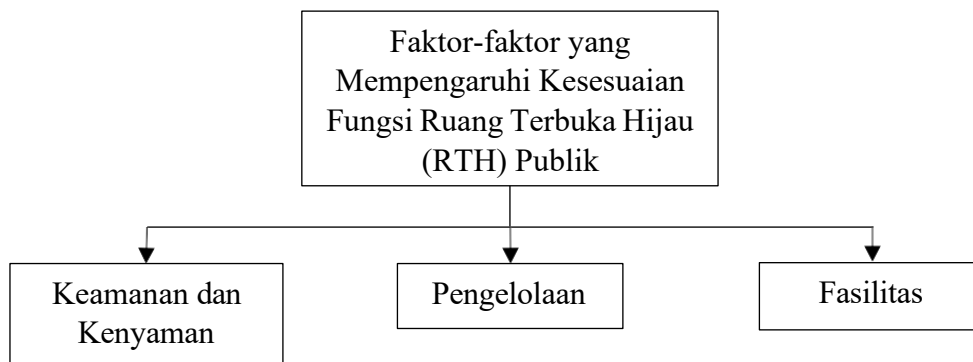 Faktor-faktor yang
Mempengaruhi Kesesuaian
Fungsi Ruang Terbuka Hijau
(RTH) Publik
Keamanan dan
Kenyaman
Pengelolaan
Fasilitas